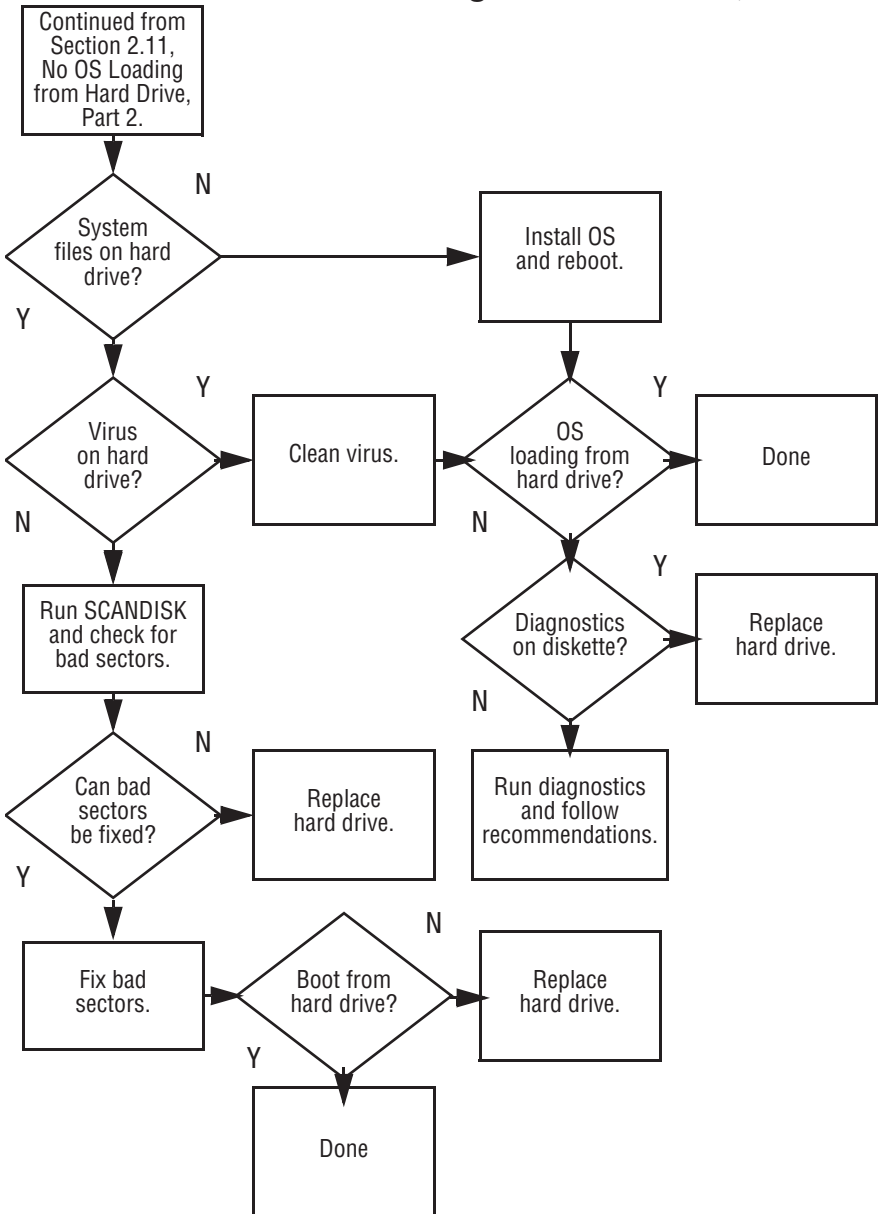 Continued from
Section 2.11,
No OS Loading
from Hard Drive,
Part 2.
N
System
files on hard
drive?
Install OS
and reboot.
Y
Y
Y
Virus
on hard
drive?
Clean virus.
OS
loading from
hard drive?
Done
N
N
Y
Run SCANDISK
and check for
bad sectors.
Diagnostics
on diskette?
Replace
hard drive.
N
N
Can bad
sectors
be fixed?
Replace
hard drive.
Run diagnostics
and follow
recommendations.
Y
N
Fix bad
sectors.
Boot from
hard drive?
Replace
hard drive.
Y
Done